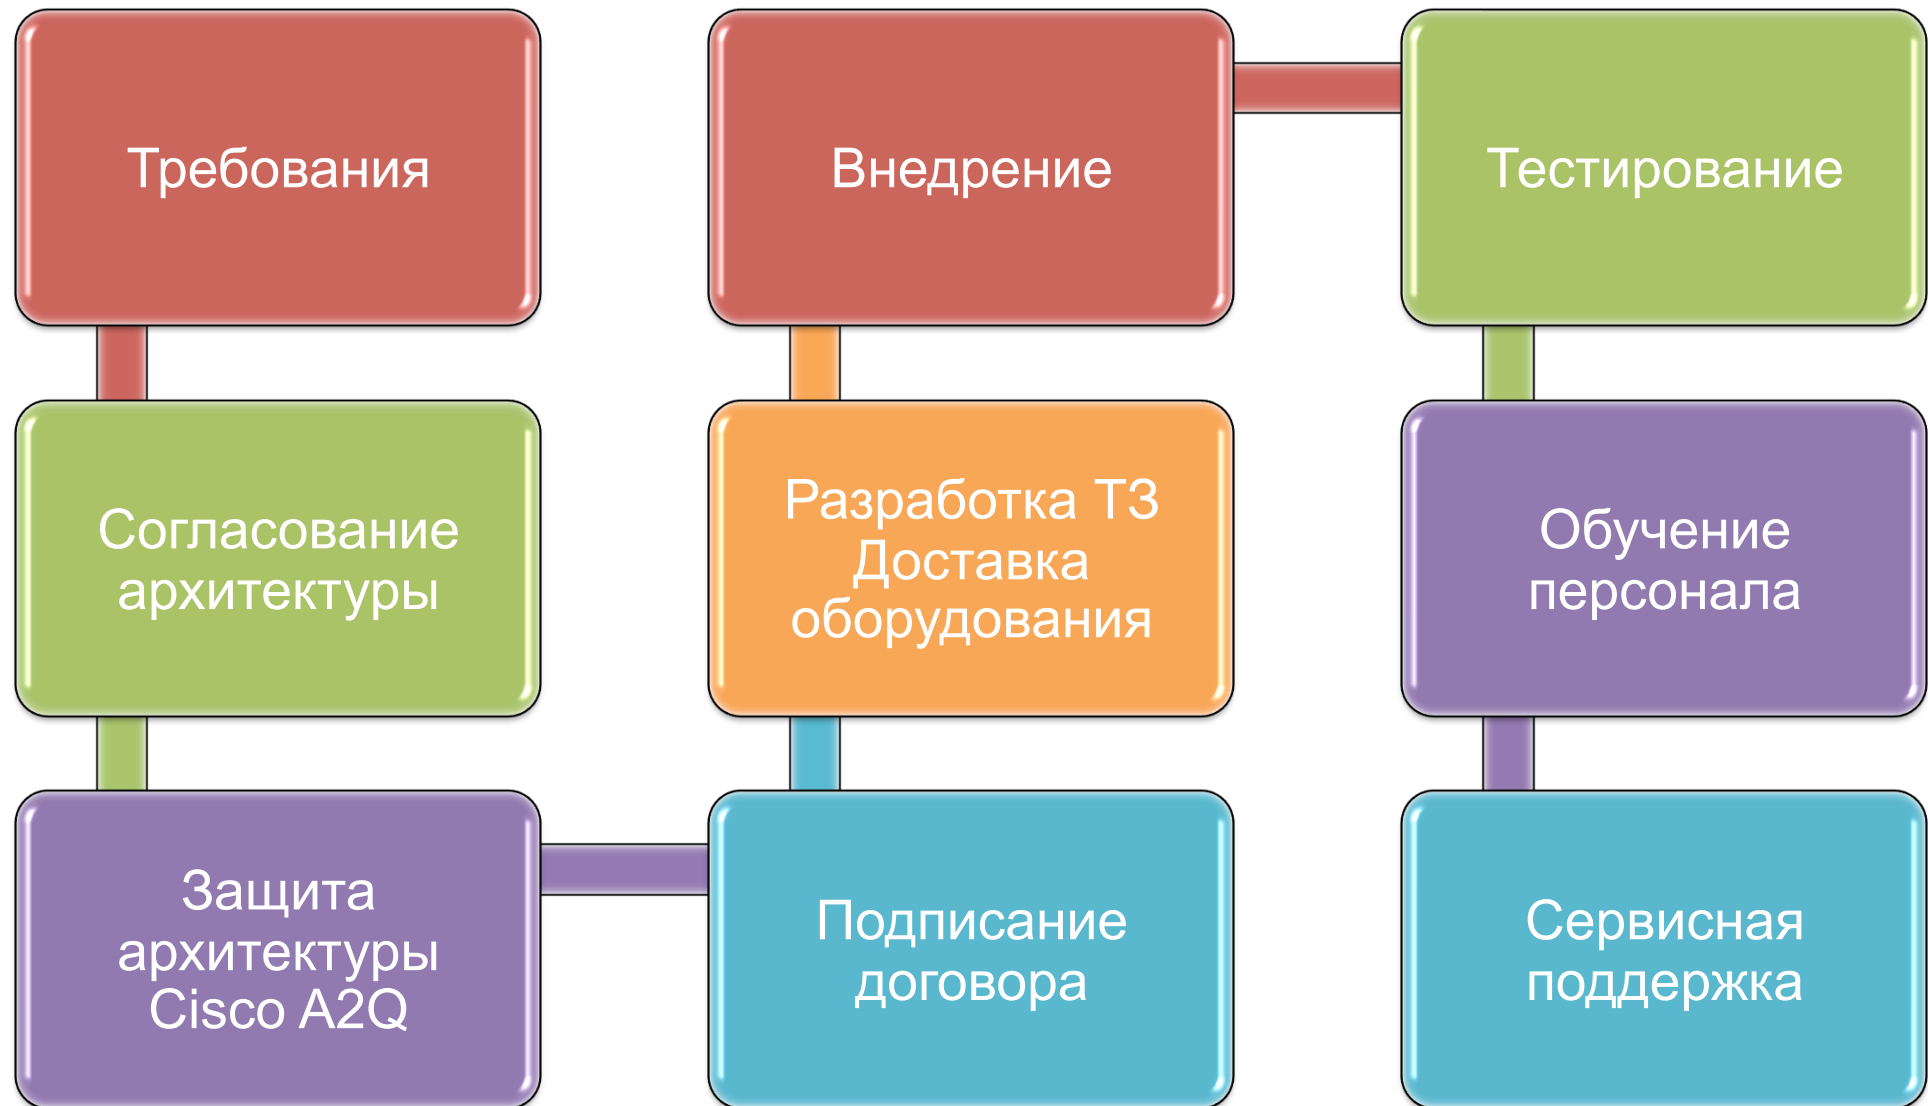 Требования
Согласование
архитектуры
Защита
архитектуры
Cisco A2Q
Подписание
договора
Разработка ТЗ
Доставка
оборудования
Внедрение
Тестирование
Обучение
персонала
Сервисная
поддержка